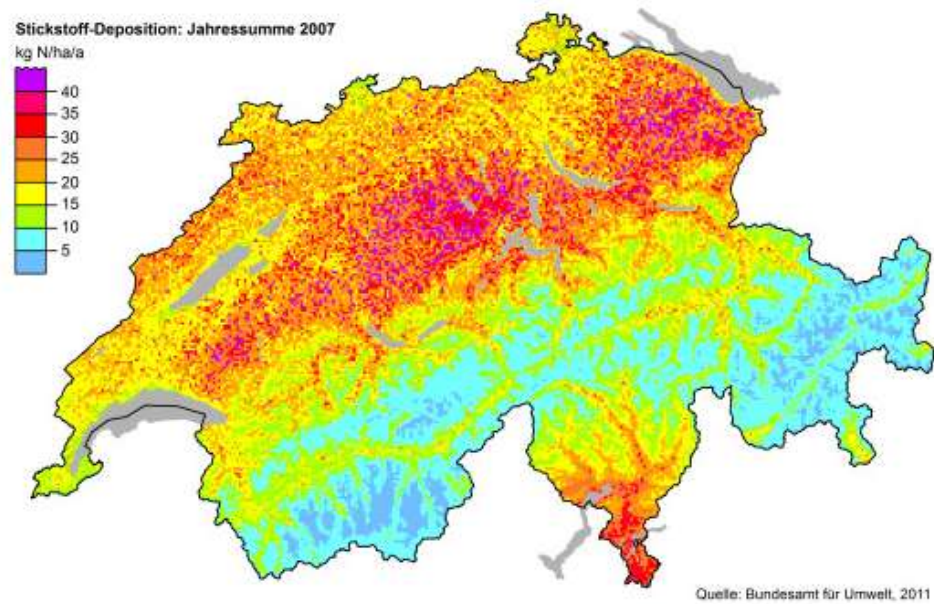 Stickstoff-Deposition: Jahressumme 2007
kg N/ha/a
40
35
30
25
20
15
10
5
Quelle: Bundesamt für Umwelt, 2011